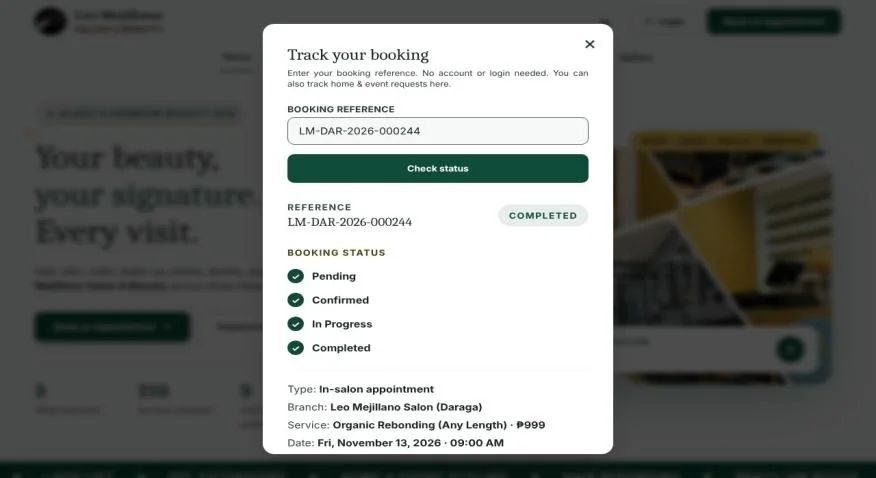 Leo Mejillano
Track your booking
Enter your booking reference. No account or login needed. You can
also track home & event requests here.
BOOKING REFERENCE
LM-DAR-2026-000244
Check status
REFERENCE
LM-DAR-2026-000244
COMPLETED
BOOKING STATUS
Pending
Confirmed
In Progress
Completed
Type: In-salon appointment
Branch: Leo Mejillano Salon (Daraga)
Service: Organic Rebonding (Any Length) · ₱999
Date: Fri, November 13, 2026 · 09:00 AM
Your beauty,
your signature.
Every visit.